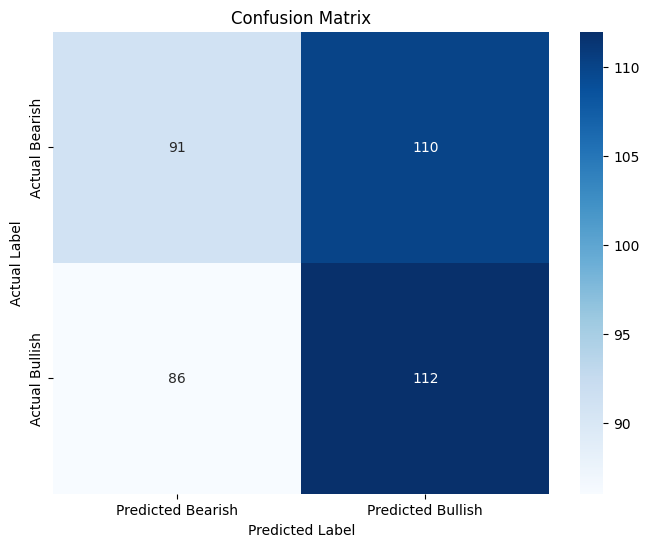 Confusion Matrix
Actual Label
Actual Bearish
91
110
Actual Bullish
86
112
Predicted Bearish
Predicted Bullish
Predicted Label
110
105
100
95
90